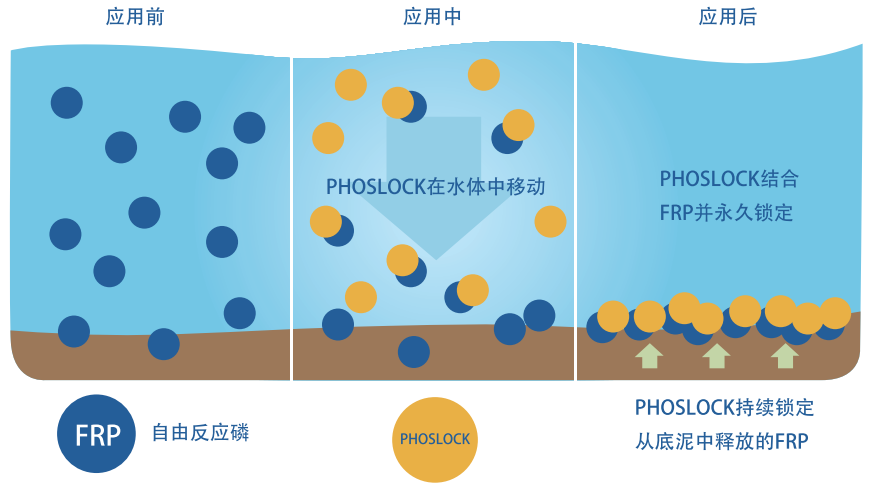 应用前
应用中
应用后
PHOSLOCK在水体中移动
PHOSLOCK结合
FRP并永久锁定
FRP
自由反应磷
PHOSLOCK
PHOSLOCK持续锁定
从底泥中释放的FRP